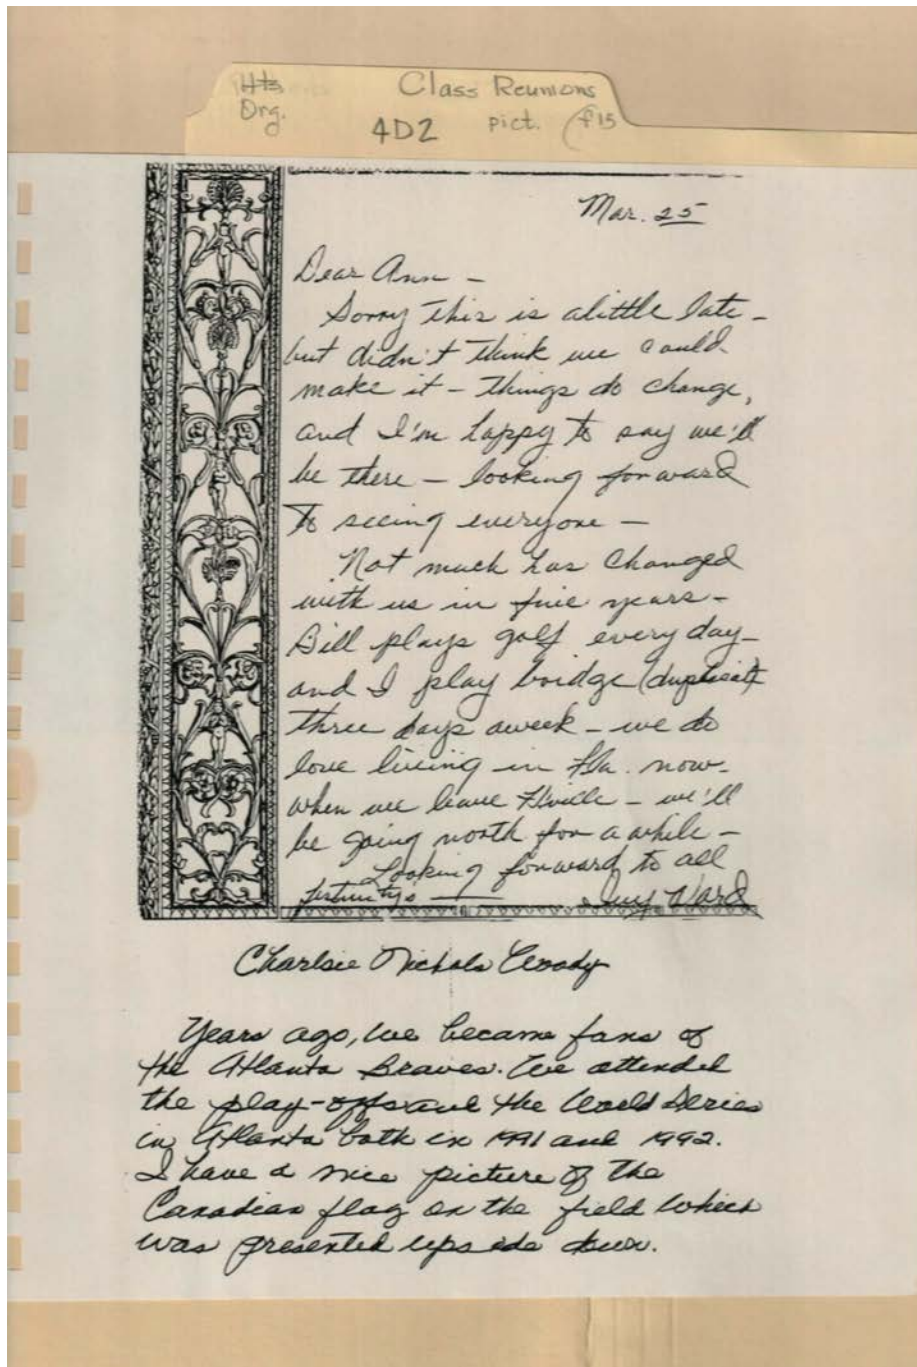 Hts
Org.
Class Reunions
4D2 pict. (f15
Mar. 25
Dear Ann -
Sorry this is alittle late -
but didn't think we could
make it - things do change,
and I'm happy to say we'll
be there - looking forward
to seeing everyone -
Not much has changed
with us in five years -
Bill plays golf every day -
and I play bridge (duplicate)
three days aweek - we do
love living in Fla. now -
when we leave H'ville - we'll
be going north for a while -
Looking forward to all
Ward
Charlsie Nichols Woody
Years ago, we became fans of
the Atlanta Braves. We attended
the play-offs and the World Series
in Atlanta both in 1991 and 1992.
I have a nice picture of the
Canadian flag on the field which
was presented upside down.